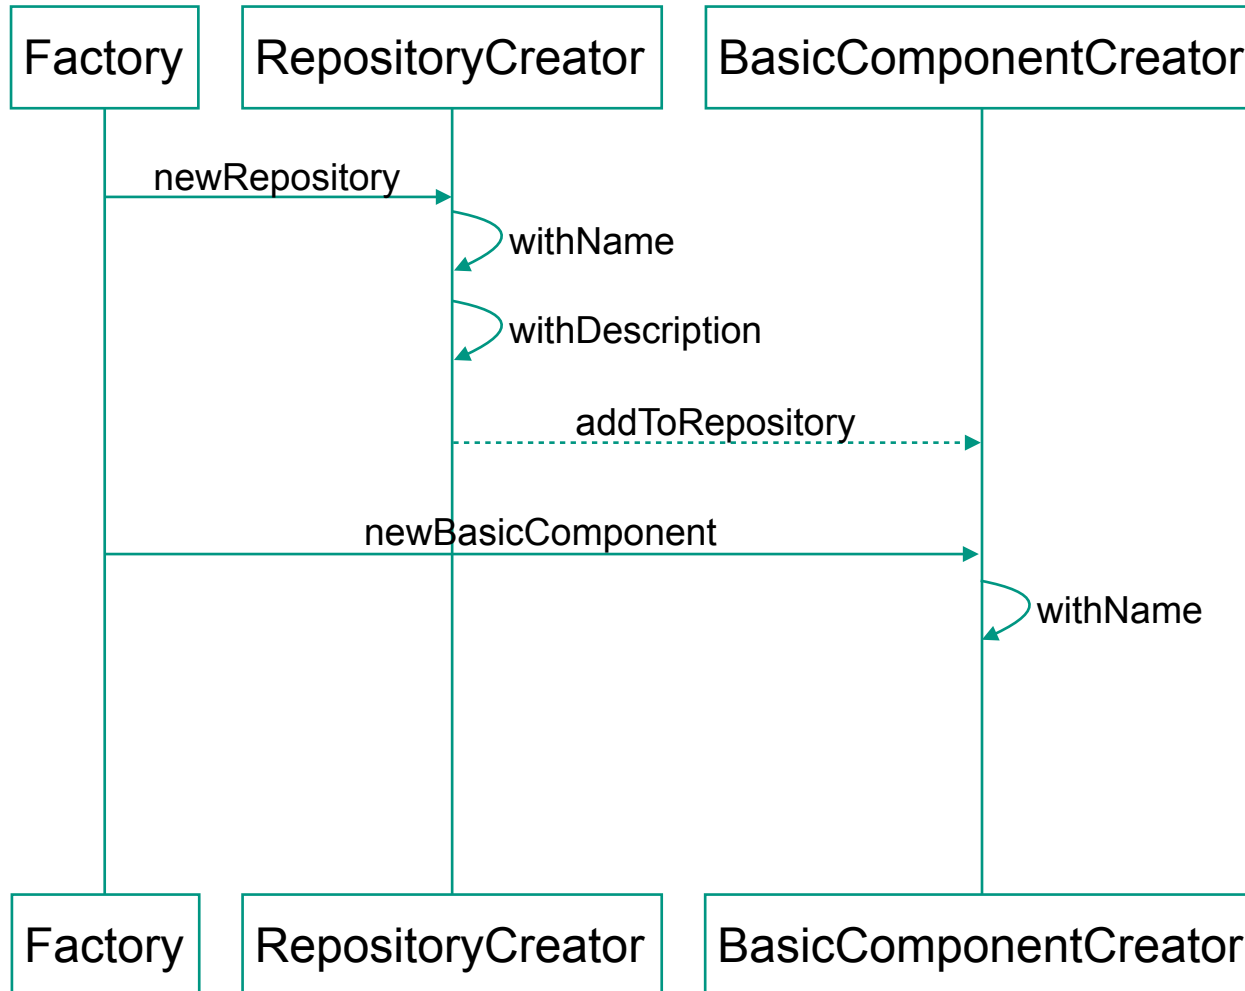 Factory
RepositoryCreator
BasicComponentCreator
newRepository
withName
withDescription
addToRepository
newBasicComponent
withName
Factory
RepositoryCreator
BasicComponentCreator